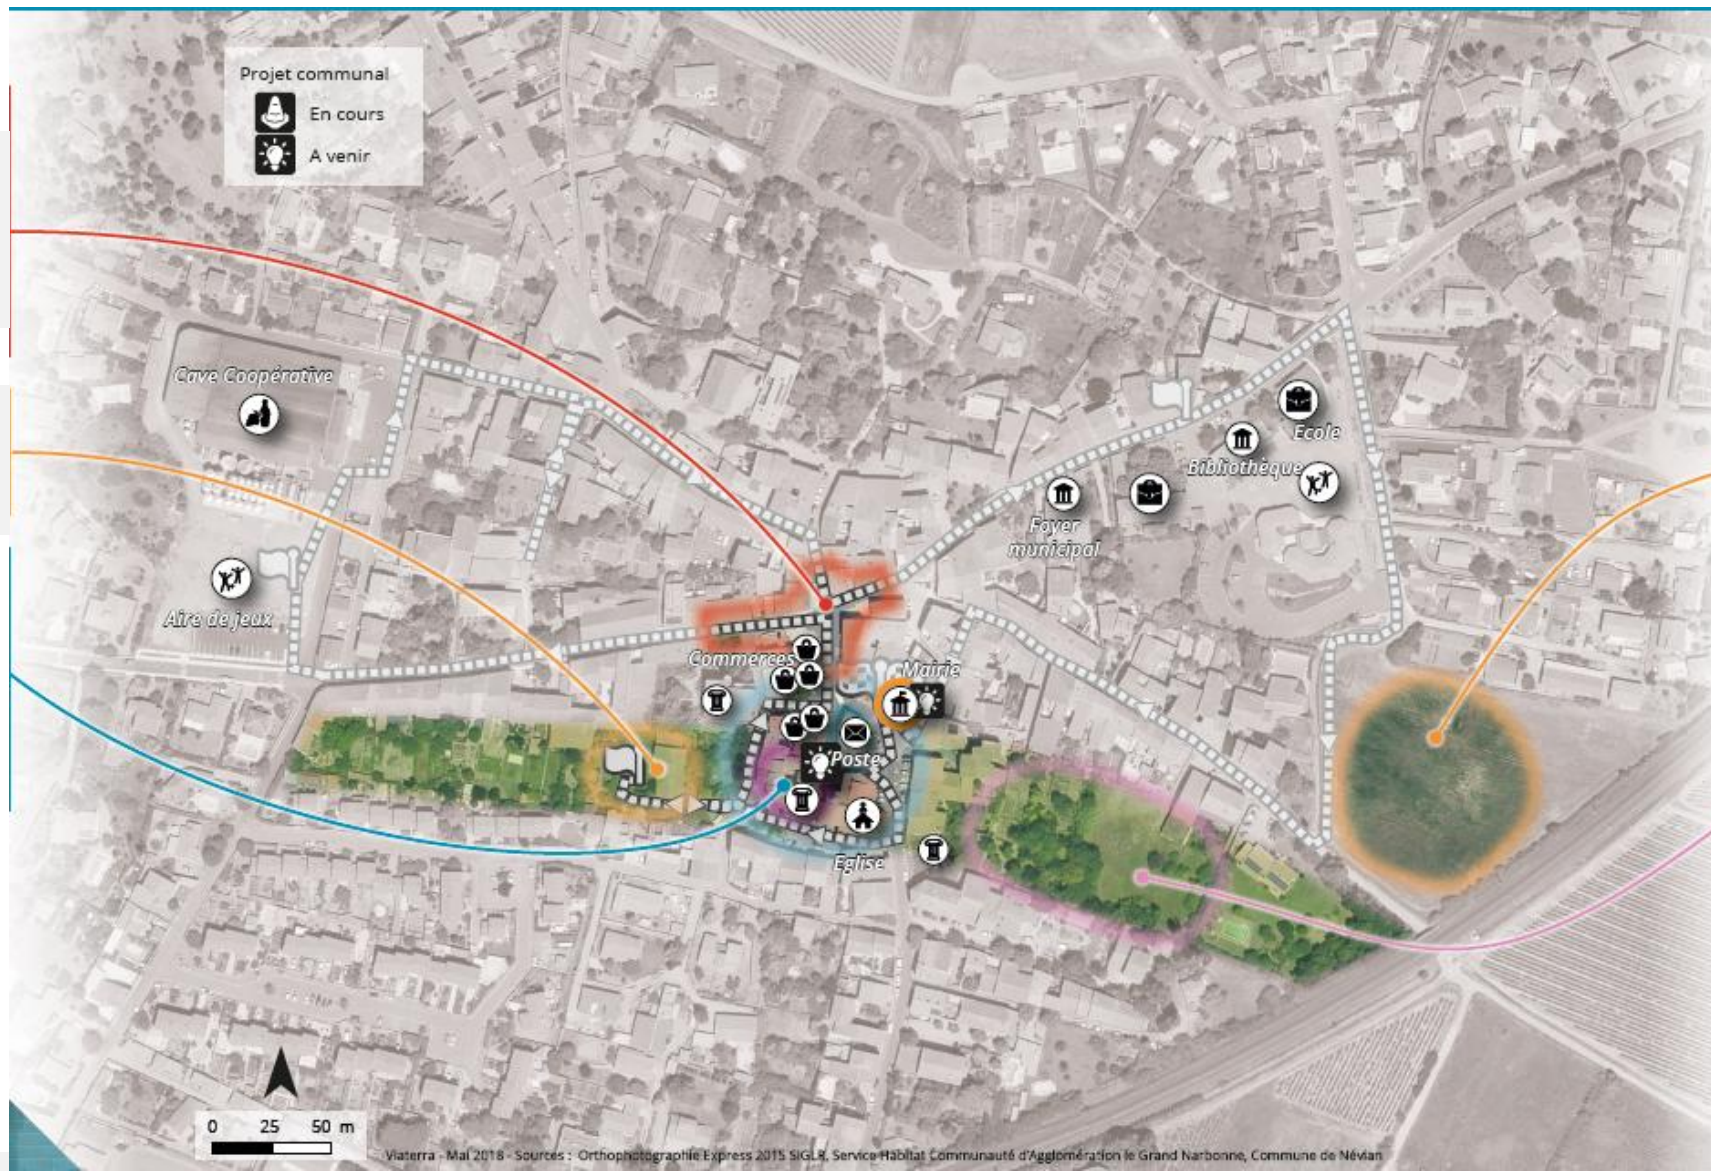 Projet communal
En cours
A venir
Cave Coopérative
Ecole
Bibliothèque
Foyer
municipal
Aire de jeux
Commerces
Mairie
Poste
Eglise
0 25 50 m
Viaterra - Mai 2018 - Sources : Orthophotographie Express 2015 SIGLR, Service Habitat Communauté d'Agglomération le Grand Narbonne, Commune de Névian